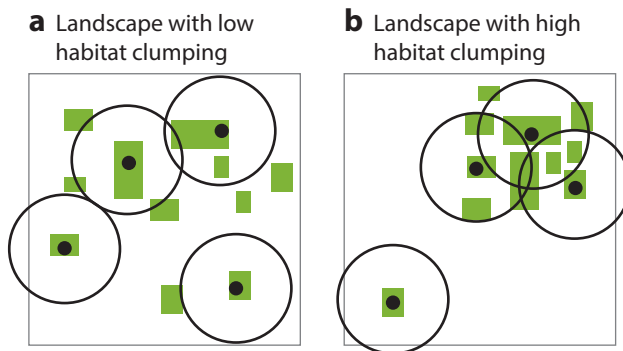 a Landscape with low
habitat clumping
b Landscape with high
habitat clumping